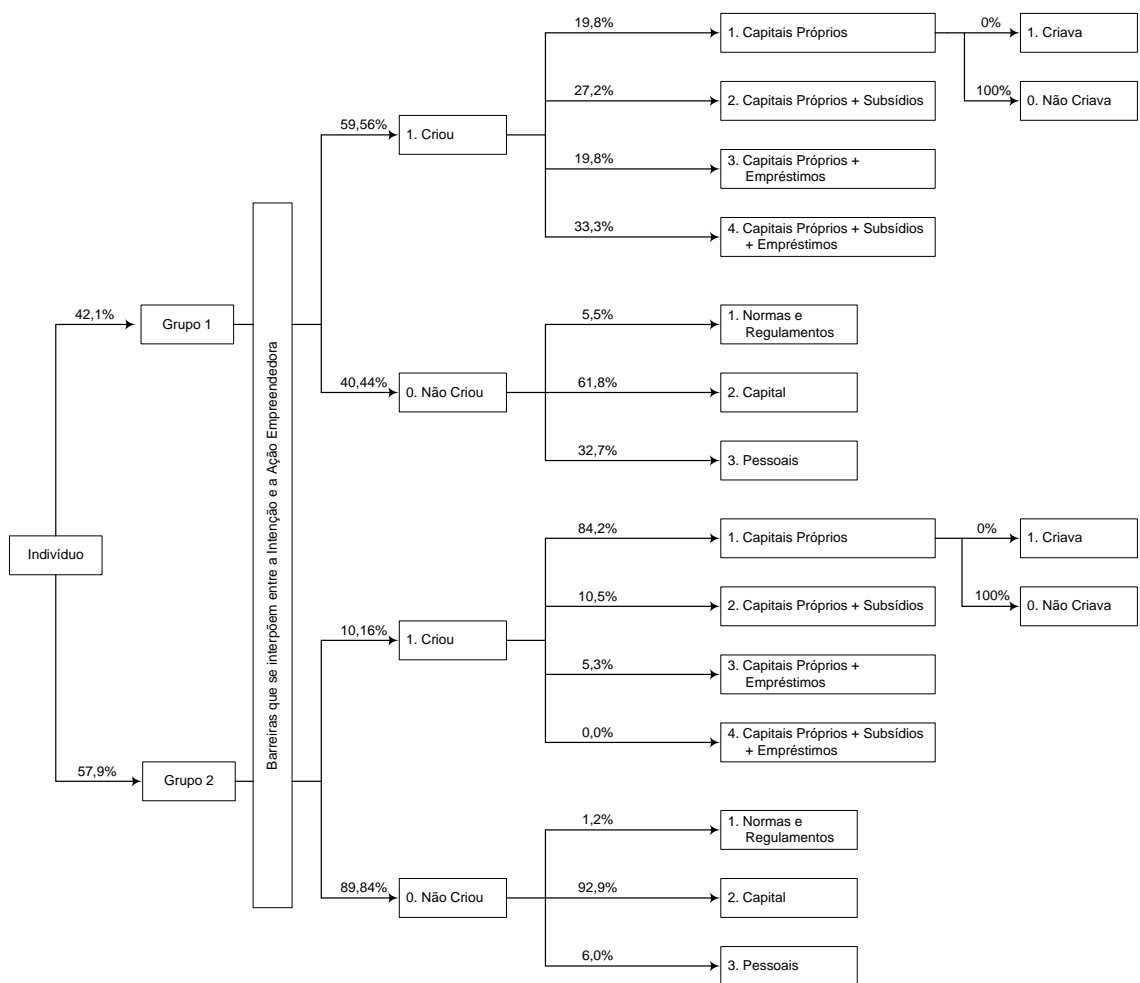 19,8%
1. Capitais Próprios
0%
1. Criava
100%
0. Não Criava
27,2%
2. Capitais Próprios + Subsídios
59,56%
1. Criou
19,8%
3. Capitais Próprios +
Empréstimos
33,3%
4. Capitais Próprios + Subsídios
+ Empréstimos
42,1%
Grupo 1
5,5%
1. Normas e
Regulamentos
40,44%
0. Não Criou
61,8%
2. Capital
32,7%
3. Pessoais
Indivíduo
Barreiras que se interpõem entre a Intenção e a Ação Empreendedora
84,2%
1. Capitais Próprios
0%
1. Criava
100%
0. Não Criava
10,5%
2. Capitais Próprios + Subsídios
10,16%
1. Criou
5,3%
3. Capitais Próprios +
Empréstimos
0,0%
4. Capitais Próprios + Subsídios
+ Empréstimos
57,9%
Grupo 2
1,2%
1. Normas e
Regulamentos
89,84%
0. Não Criou
92,9%
2. Capital
6,0%
3. Pessoais